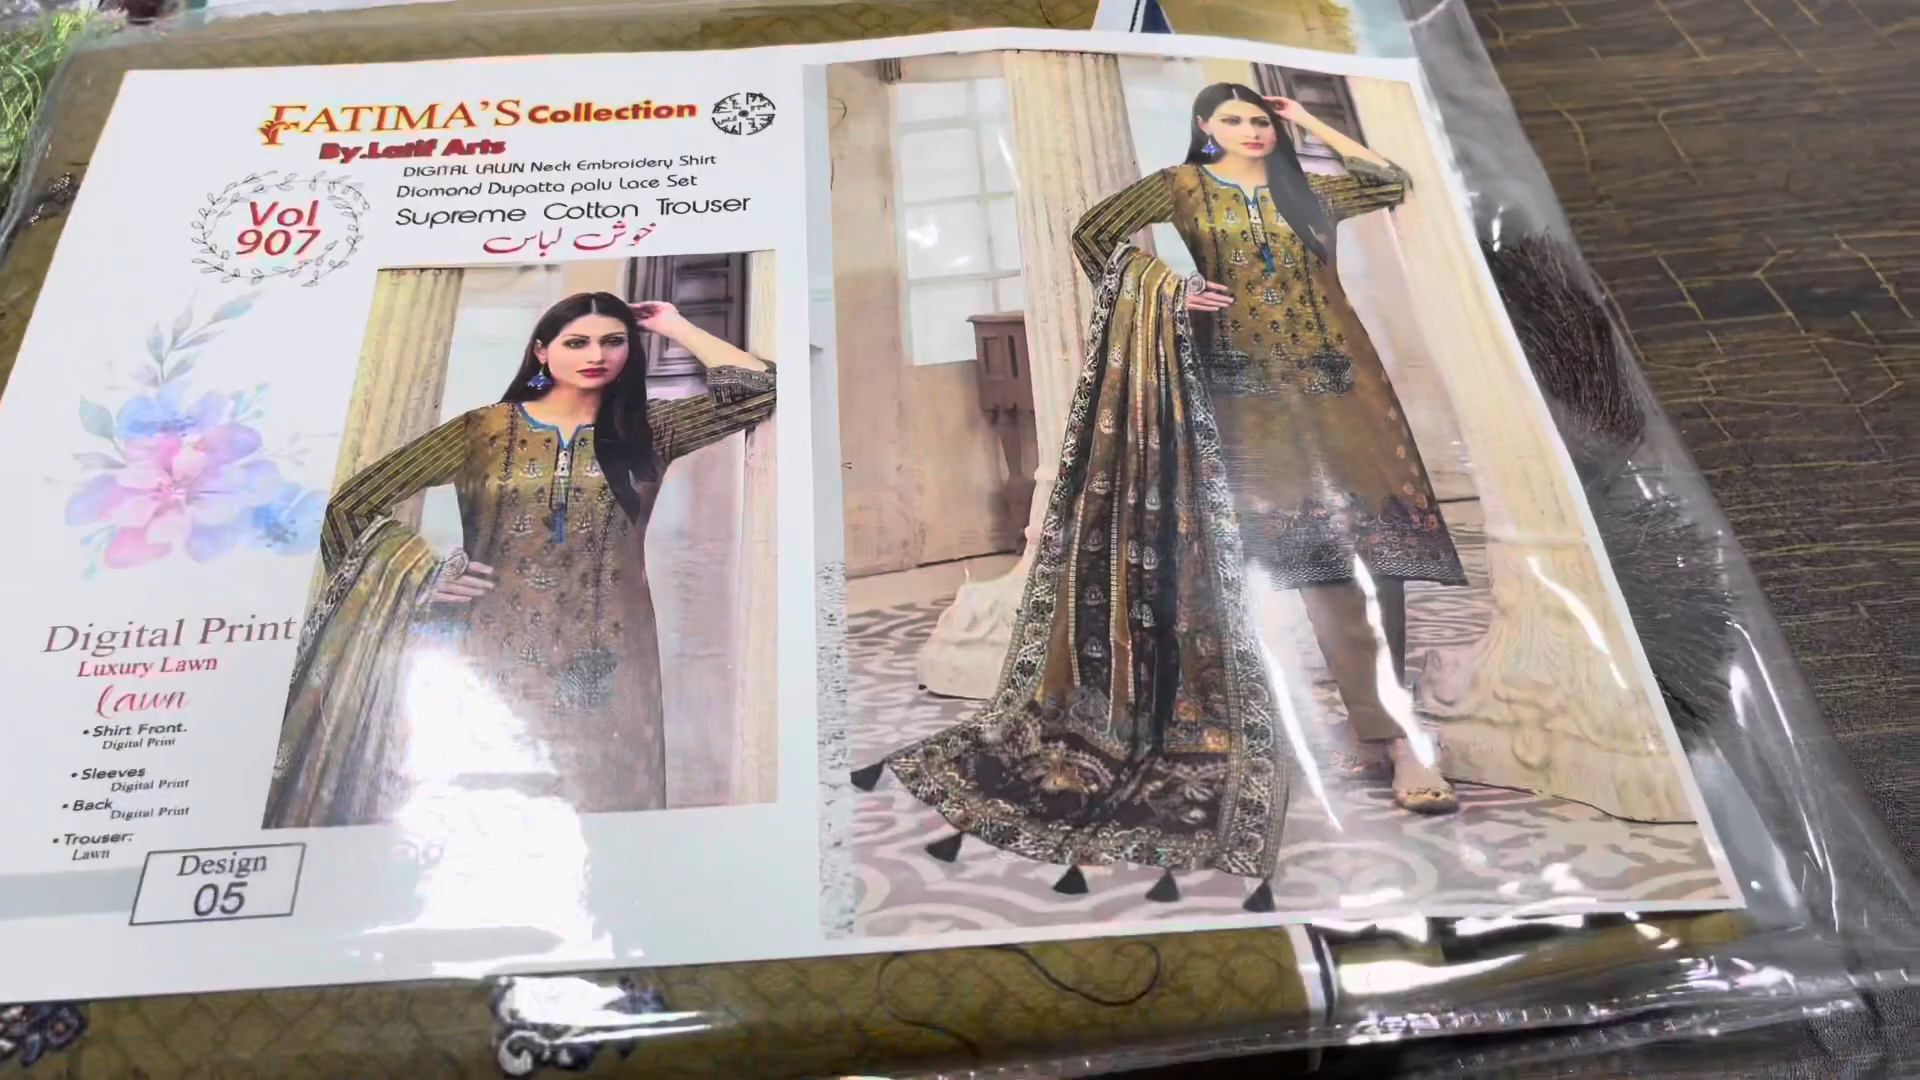 FATIMA'S Collection
By.Latif Arts
DIGITAL LAWN Neck Embroidery Shirt
Diomand Dupatta palu Lace Set
Supreme Cotton Trouser
خوش لباس
Vol
907
Digital Print
Luxury Lawn
Lawn
• Shirt Front.
Digital Print
• Sleeves
Digital Print
• Back
Digital Print
• Trouser:
Lawn
Design
05